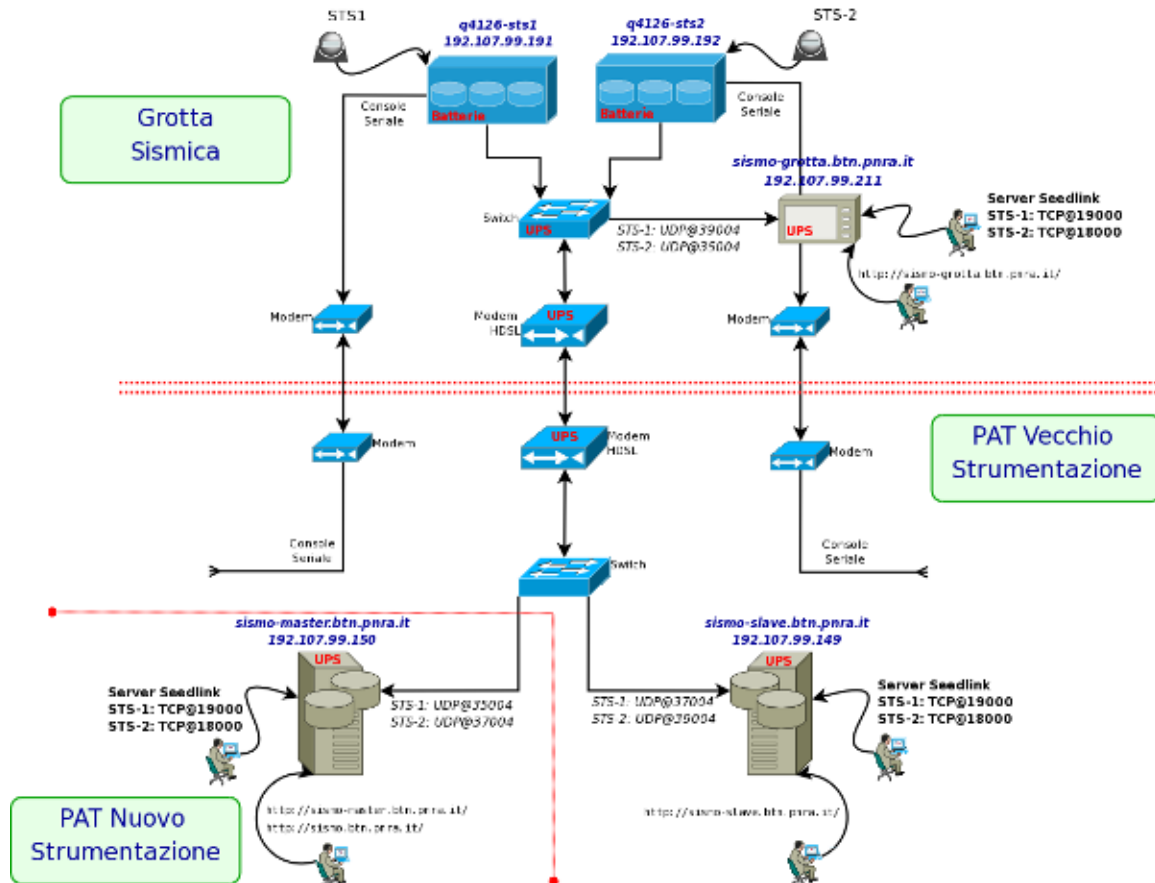 STS1
q4126-sts1
192.107.99.191
q4126-sts2
192.107.99.192
STS-2
Console
Seriale
Batterie
Batterie
Console
Seriale
Grotta
Sismica
sismo-grotta.btn.pnra.it
192.107.99.211
Switch
UPS
STS-1: UDP@39004
STS-2: UDP@35004
UPS
Server Seedlink
STS-1: TCP@19000
STS-2: TCP@18000
http://sismo-grotta.btn.pnra.it/
Modem
Modem
HDSL
UPS
Modem
Modem
UPS
Modem
HDSL
Modem
PAT Vecchio
Strumentazione
Console
Seriale
Console
Seriale
Switch
sismo-master.btn.pnra.it
192.107.99.150
UPS
Server Seedlink
STS-1: TCP@19000
STS-2: TCP@18000
STS-1: UDP@35004
STS-2: UDP@37004
sismo-slave.btn.pnra.it
192.107.99.149
UPS
STS-1: UDP@37004
STS-2: UDP@39004
Server Seedlink
STS-1: TCP@19000
STS-2: TCP@18000
http://sismo-master.btn.pnra.it/
http://sismo.btn.pnra.it/
http://sismo-slave.btn.pnra.it/
PAT Nuovo
Strumentazione